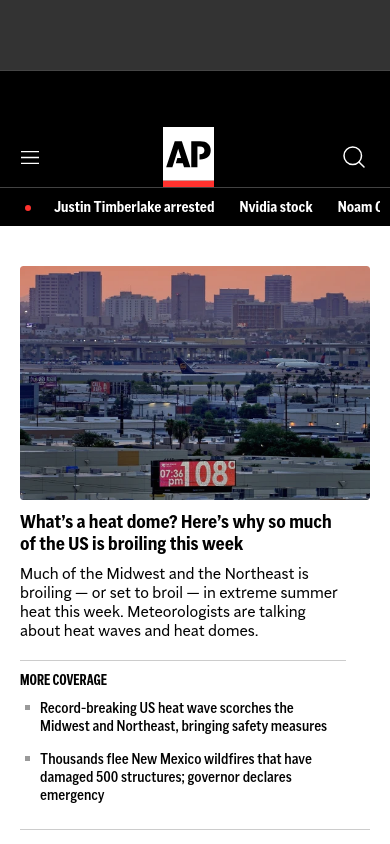 AP
Justin Timberlake arrested Nvidia stock Noam C
07:36 108°
pm
What’s a heat dome? Here’s why so much
of the US is broiling this week
Much of the Midwest and the Northeast is
broiling — or set to broil — in extreme summer
heat this week. Meteorologists are talking
about heat waves and heat domes.
MORE COVERAGE
Record-breaking US heat wave scorches the
Midwest and Northeast, bringing safety measures
Thousands flee New Mexico wildfires that have
damaged 500 structures; governor declares
emergency